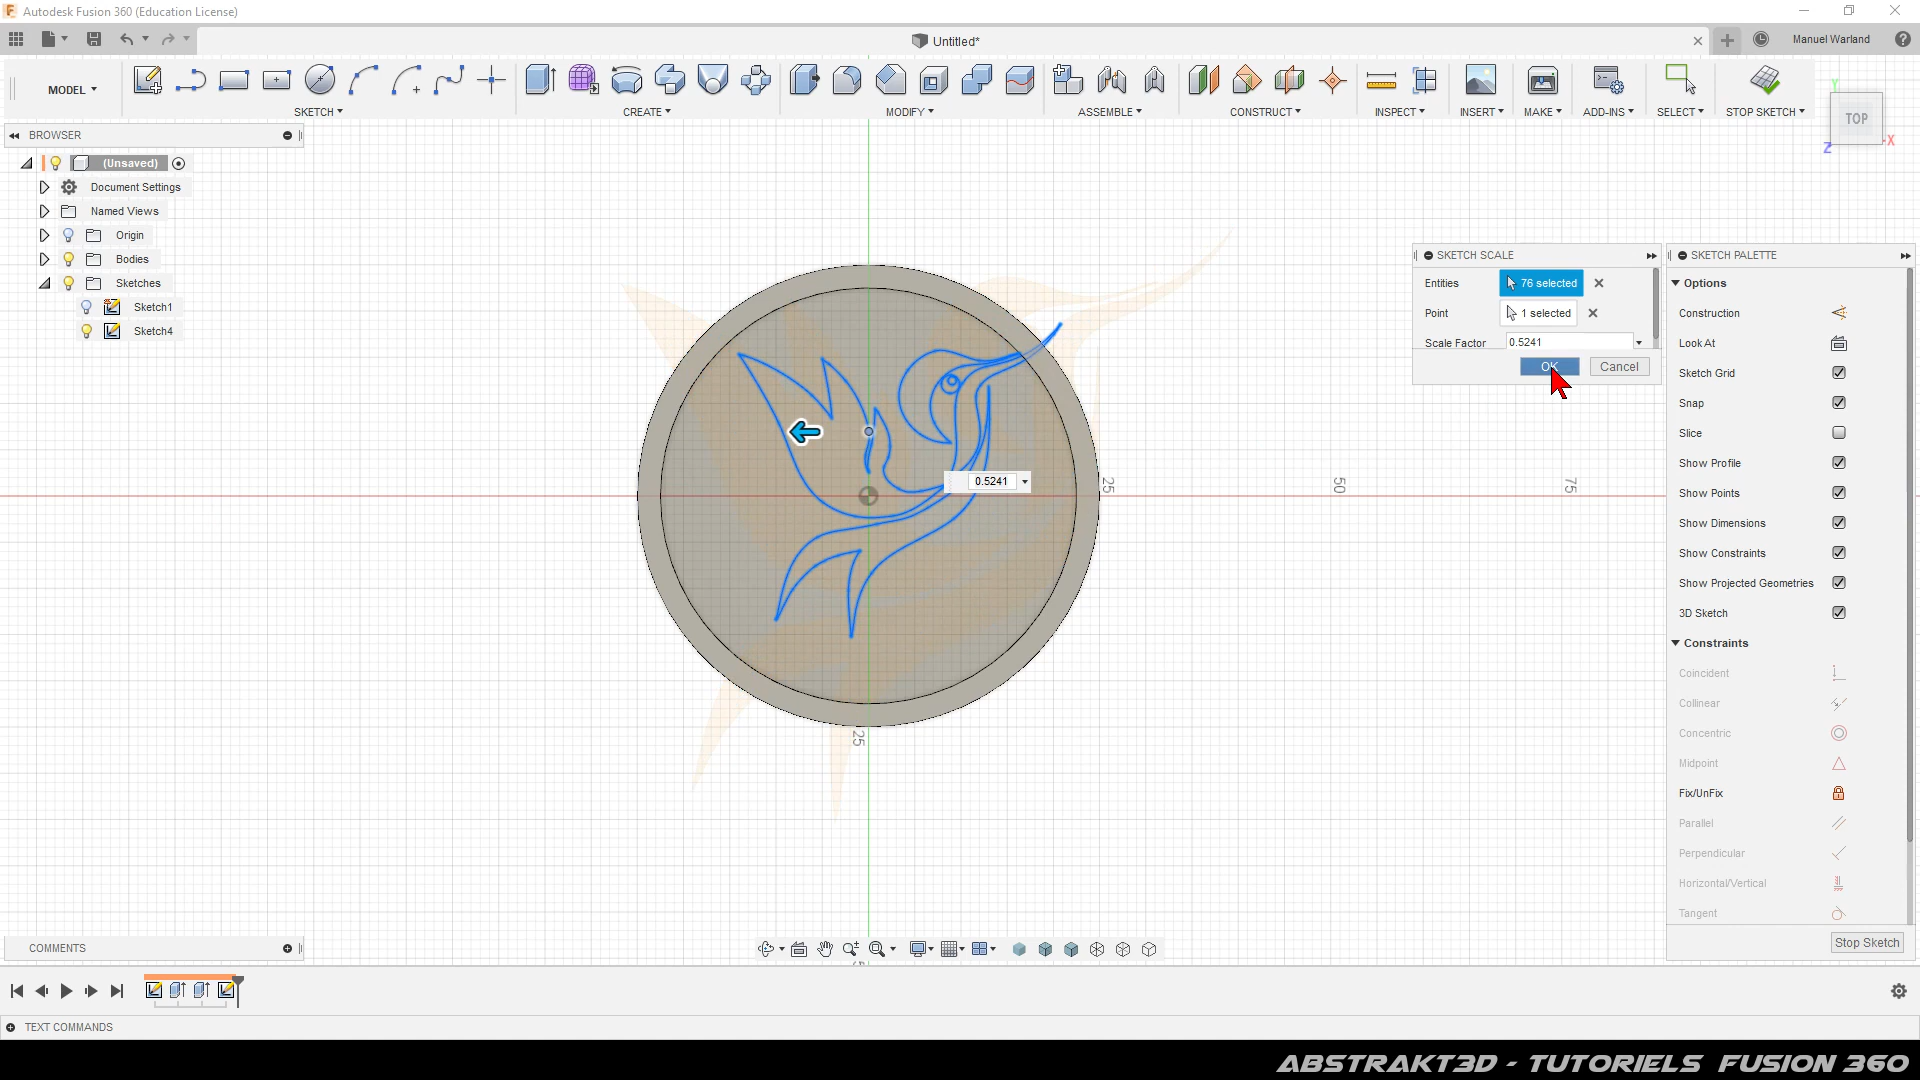 Autodesk Fusion 360 (Education License)
Untitled*
Manuel Warland
MODEL
SKETCH
CREATE
MODIFY
ASSEMBLE
CONSTRUCT
INSPECT
INSERT
MAKE
ADD-INS
SELECT
STOP SKETCH
TOP
Y
X
Z
BROWSER
(Unsaved)
Document Settings
Named Views
Origin
Bodies
Sketches
Sketch1
Sketch4
SKETCH SCALE
Entities
76 selected
Point
1 selected
Scale Factor
0.5241
OK
Cancel
SKETCH PALETTE
Options
Construction
Look At
Sketch Grid
Snap
Slice
Show Profile
Show Points
Show Dimensions
Show Constraints
Show Projected Geometries
3D Sketch
Constraints
Coincident
Collinear
Concentric
Midpoint
Fix/UnFix
Parallel
Perpendicular
Horizontal/Vertical
Tangent
Stop Sketch
0.5241
25
50
75
25
COMMENTS
TEXT COMMANDS
ABSTRAKT3D - TUTORIELS FUSION 360